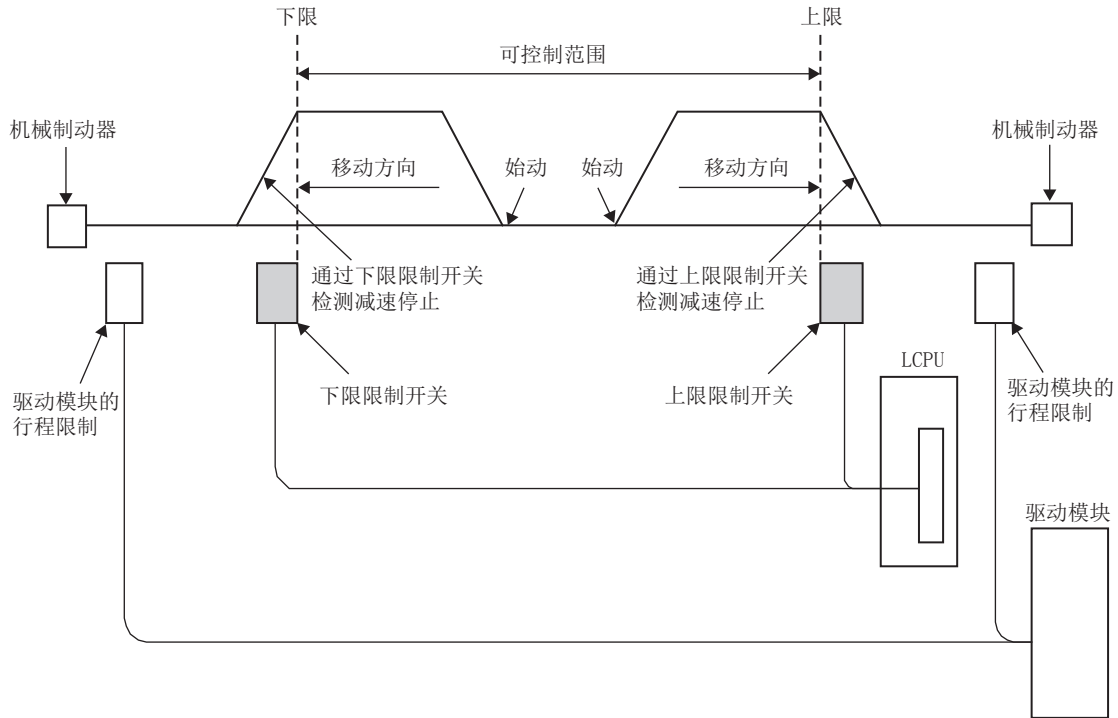 下限
上限
可控制范围
机械制动器
机械制动器
移动方向
始动
始动
移动方向
通过下限限制开关
检测减速停止
通过上限限制开关
检测减速停止
LCPU
下限限制开关
上限限制开关
驱动模块的
行程限制
驱动模块的
行程限制
驱动模块